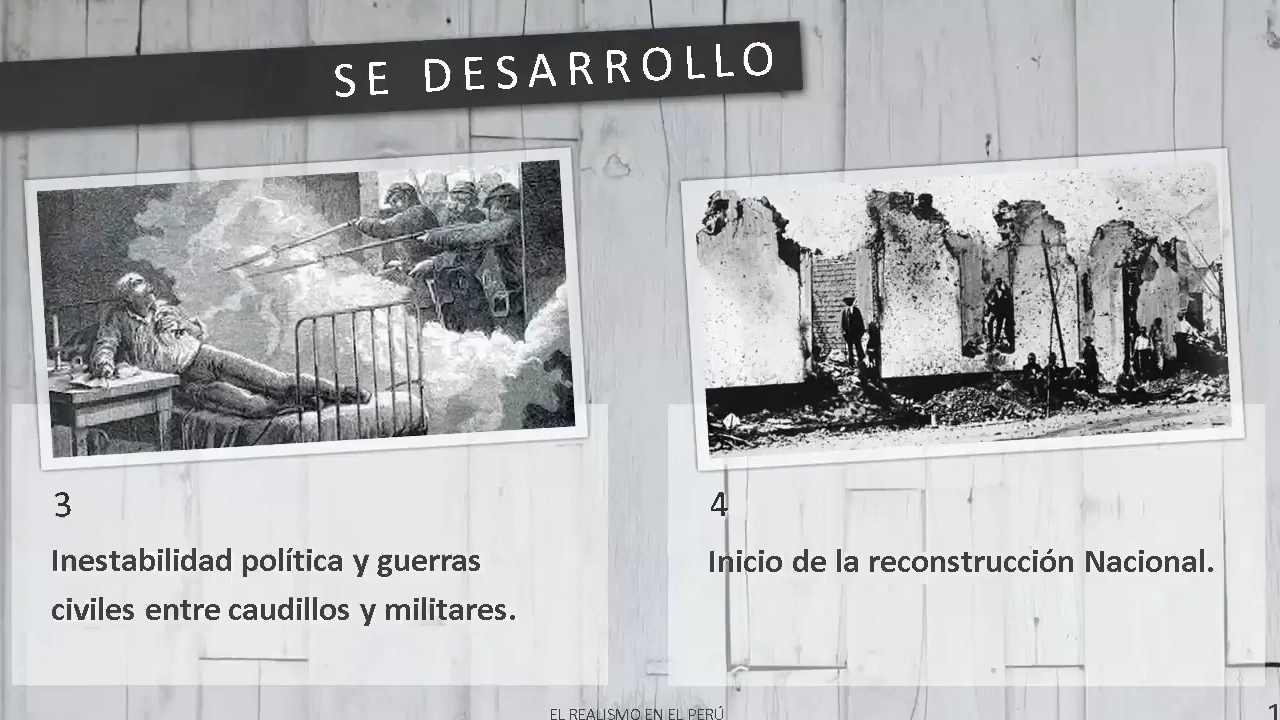 SE DESARROLLO
3
Inestabilidad política y guerras
civiles entre caudillos y militares.
4
Inicio de la reconstrucción Nacional.
EL REALISMO EN EL PERÚ
1